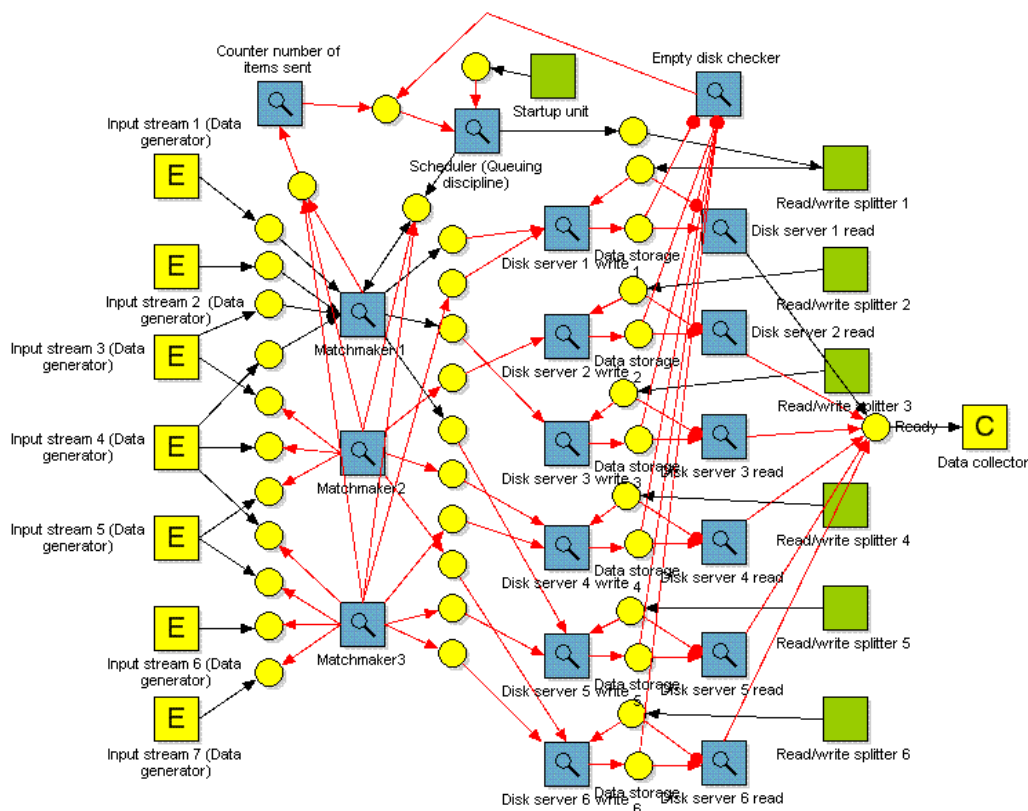 Counter number of
items sent
Empty disk checker
Startup unit
Input stream 1 (Data
generator)
E
Scheduler (Queuing
discipline)
Read/write splitter 1
Disk server 1 read
Disk server 1 write
Data storage
1
E
Input stream 2 (Data
generator)
Read/write splitter 2
Input stream 3 (Data
generator)
E
Matchmaker1
Disk server 2 read
Disk server 2 write
Data storage
2
Read/write splitter 3
Input stream 4 (Data
generator)
E
Ready
C
Data collector
Matchmaker2
Disk server 3 read
Disk server 3 write
Data storage
3
Input stream 5 (Data
generator)
E
Read/write splitter 4
Disk server 4 read
Disk server 4 write
Data storage
4
E
Input stream 6 (Data
generator)
Matchmaker3
Read/write splitter 5
Disk server 5 read
Disk server 5 write
Data storage
5
E
Input stream 7 (Data
generator)
Read/write splitter 6
Disk server 6 read
Disk server 6 write
Data storage
6